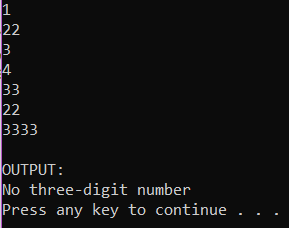 1
22
3
4
33
22
3333
OUTPUT:
No three-digit number
Press any key to continue . . .